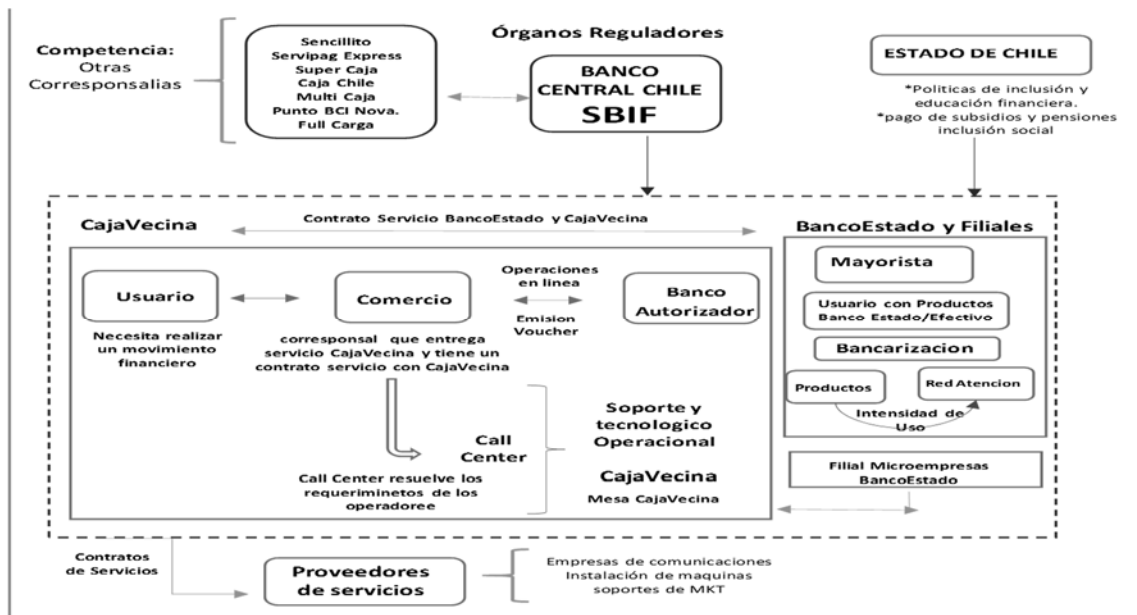 Competencia:
Otras
Corresponsalias
Sencillito
Servipag Express
Super Caja
Caja Chile
Multi Caja
Punto BCI Nova.
Full Carga
Órganos Reguladores
BANCO
CENTRAL CHILE
SBIF
ESTADO DE CHILE
*Politicas de inclusión y
educación financiera.
*pago de subsidios y pensiones
inclusión social
CajaVecina
Contrato Servicio BancoEstado y CajaVecina
BancoEstado y Filiales
Usuario
Necesita realizar
un movimiento
financiero
Comercio
corresponsal que entrega
servicio CajaVecina y tiene un
contrato servicio con CajaVecina
Operaciones
en linea
Emision
Voucher
Banco
Autorizador
Call
Center
Call Center resuelve los
requeriminetos de los
operadoree
Soporte y
tecnologico
Operacional
CajaVecina
Mesa CajaVecina
Mayorista
Usuario con Productos
Banco Estado/Efectivo
Bancarizacion
Productos
Red Atencion
Intensidad de
Uso
Filial Microempresas
BancoEstado
Contratos
de Servicios
Proveedores
de servicios
Empresas de comunicaciones
Instalación de maquinas
soportes de MKT